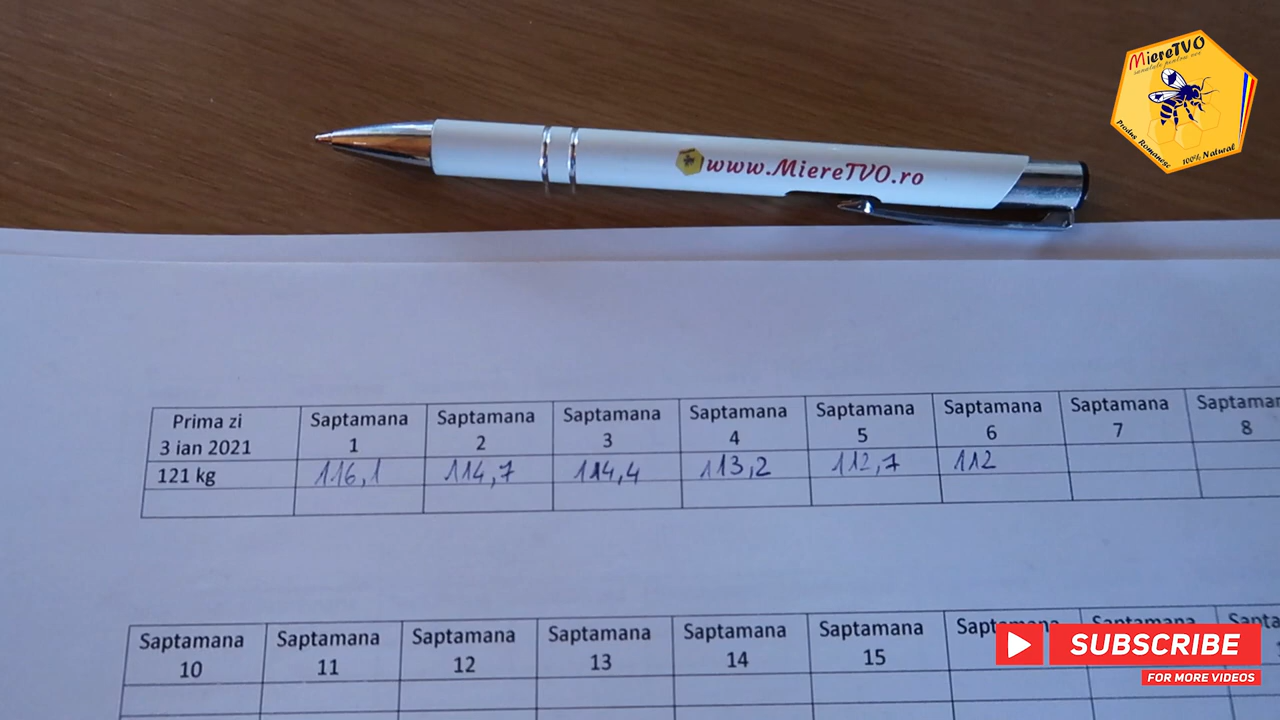 MiereTVO
sanatate pentru voi
Produs Romanesc
100% Natural
www.MiereTVO.ro
Prima zi Saptamana Saptamana Saptamana Saptamana Saptamana Saptamana Saptamana
3 ian 2021 1 2 3 4 5 6 7 8
121 kg 116,1 114,7 114,4 113,2 112,7 112
Saptamana Saptamana Saptamana Saptamana Saptamana Saptamana
10 11 12 13 14 15
SUBSCRIBE
FOR MORE VIDEOS